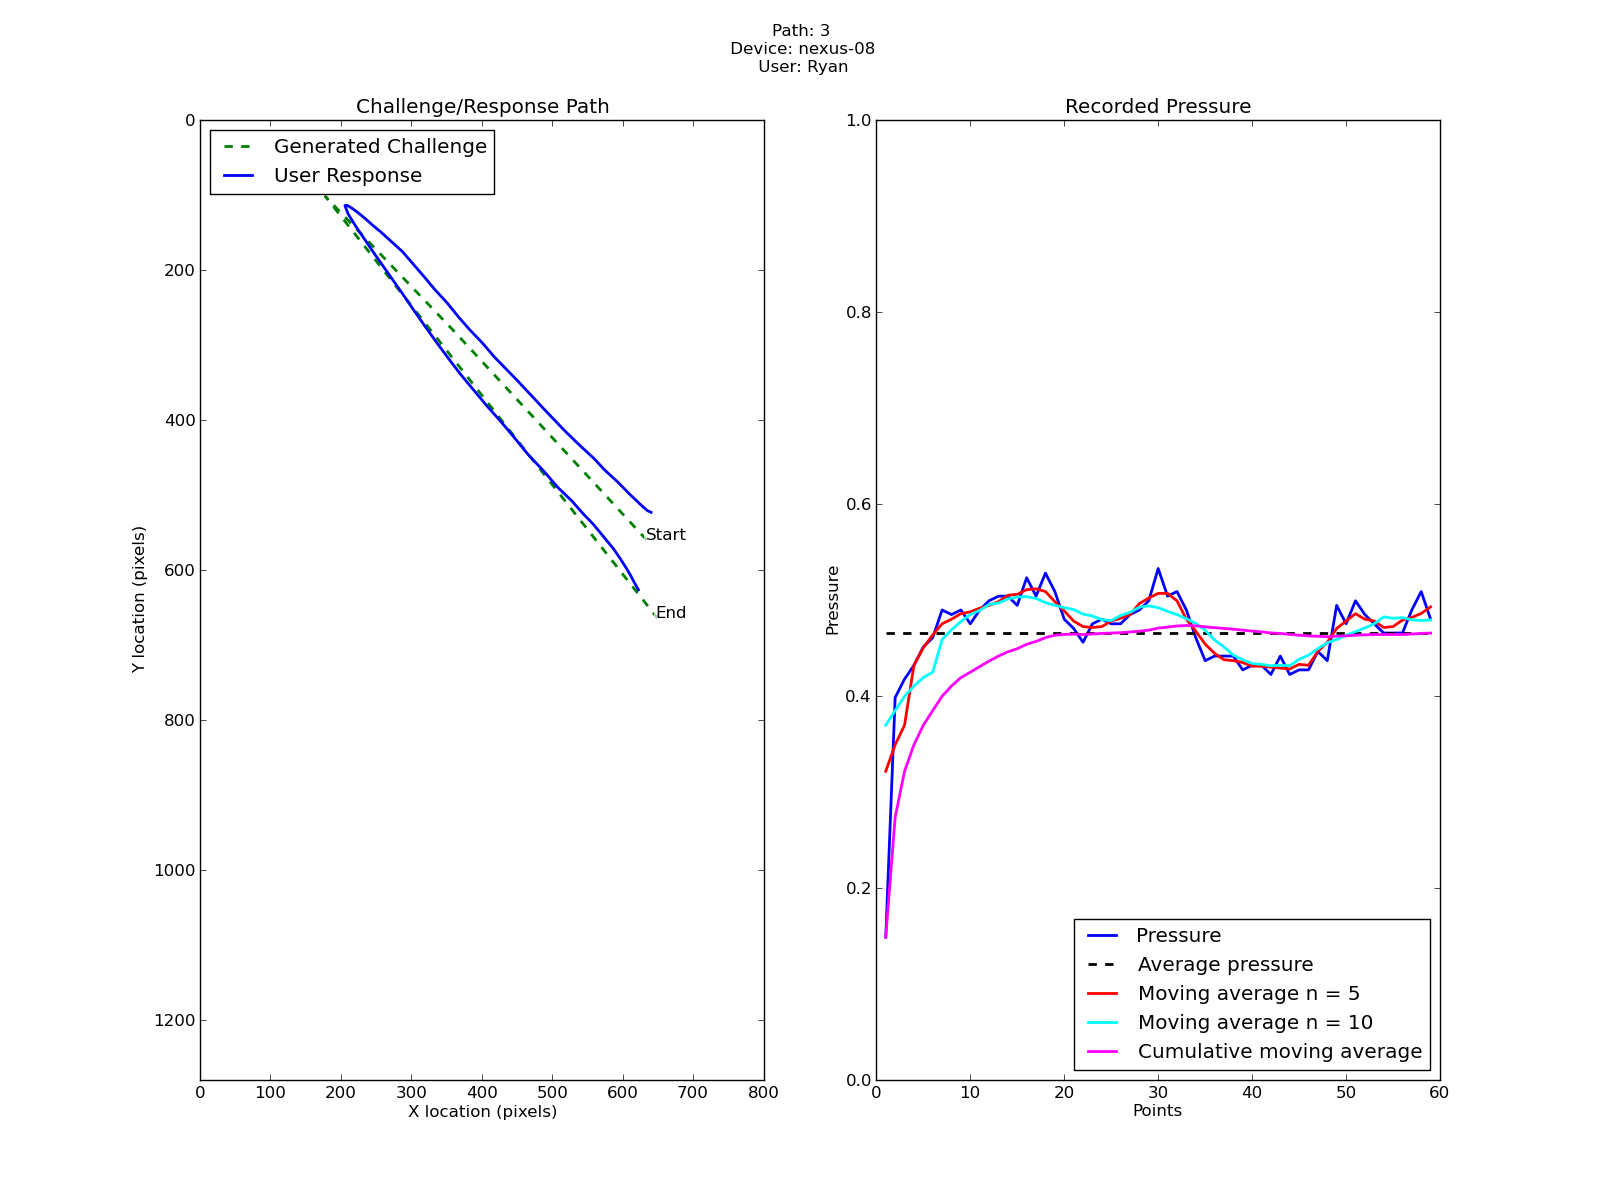 Path: 3
Device: nexus-08
User: Ryan
Challenge/Response Path
Generated Challenge
User Response
0
200
400
600
800
1000
1200
Y location (pixels)
Start
End
0 100 200 300 400 500 600 700 800
X location (pixels)
Recorded Pressure
1.0
0.8
0.6
0.4
0.2
0.0
Pressure
Pressure
Average pressure
Moving average n = 5
Moving average n = 10
Cumulative moving average
0 10 20 30 40 50 60
Points